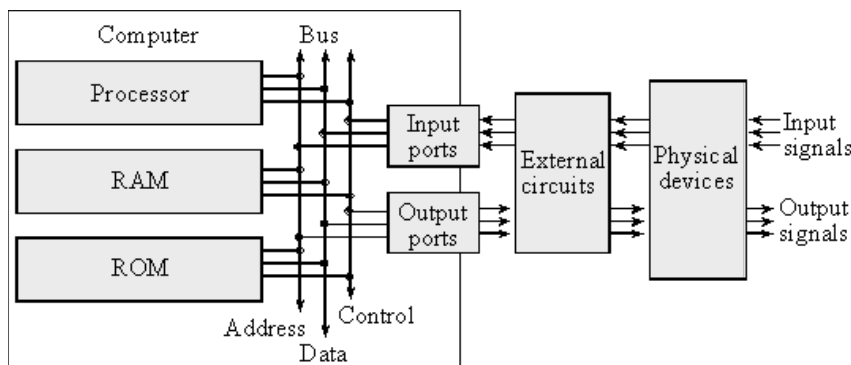 Computer
Bus
Processor
RAM
ROM
Address
Data
Control
Input
ports
Output
ports
External
circuits
Physical
devices
Input
signals
Output
signals